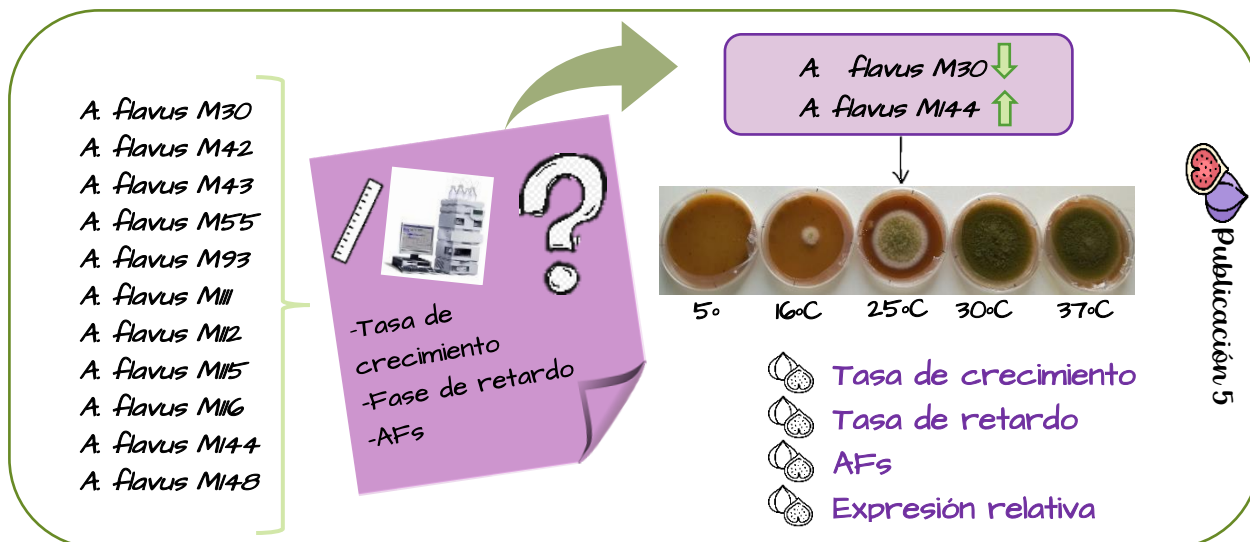 A. flavus M30
A. flavus M42
A. flavus M43
A. flavus M55
A. flavus M93
A. flavus M111
A. flavus M112
A. flavus M115
A. flavus M116
A. flavus M144
A. flavus M148
-Tasa de
crecimiento
-Fase de retardo
-AFs
A. flavus M30
A. flavus M144
5º
16ºC
25ºC
30ºC
37ºC
Tasa de crecimiento
Tasa de retardo
AFs
Expresión relativa
Publicación 5